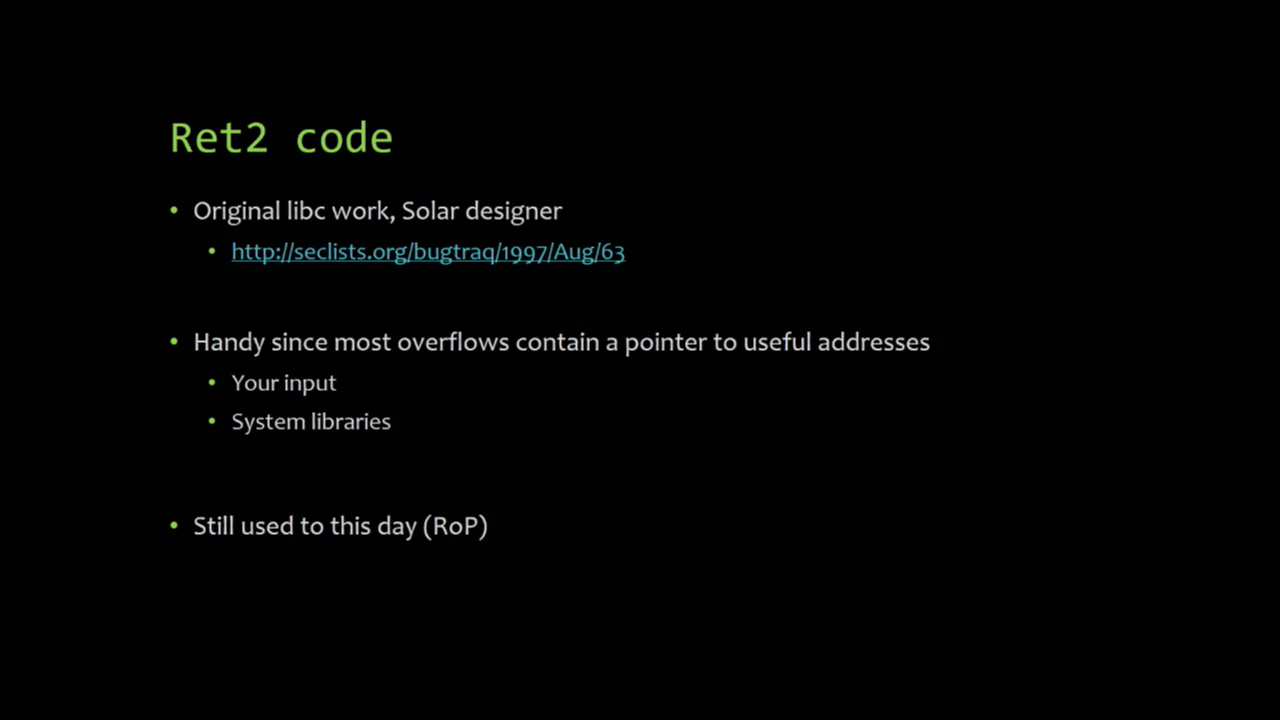 Ret2 code
Original libc work, Solar designer
http://seclists.org/bugtraq/1997/Aug/63
Handy since most overflows contain a pointer to useful addresses
Your input
System libraries
Still used to this day (RoP)